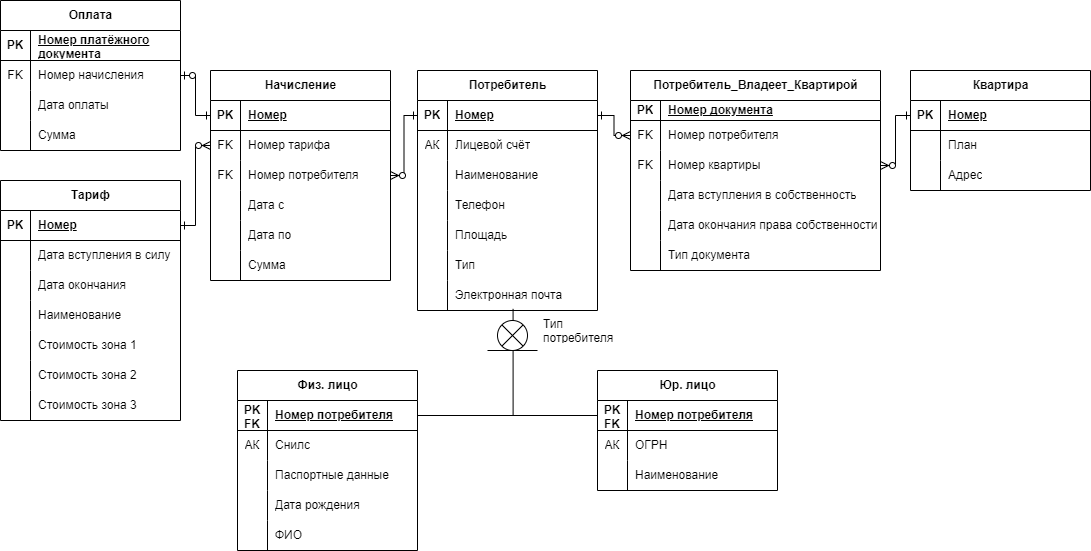 Оплата
PK Номер платёжного
документа
FK Номер начисления
Дата оплаты
Сумма
Тариф
PK Номер
Дата вступления в силу
Дата окончания
Наименование
Стоимость зона 1
Стоимость зона 2
Стоимость зона 3
Начисление
PK Номер
FK Номер тарифа
FK Номер потребителя
Дата с
Дата по
Сумма
Потребитель
PK Номер
АК Лицевой счёт
Наименование
Телефон
Площадь
Тип
Электронная почта
Потребитель_Владеет_Квартирой
PK Номер документа
FK Номер потребителя
FK Номер квартиры
Дата вступления в собственность
Дата окончания права собственности
Тип документа
Квартира
PK Номер
План
Адрес
Тип
потребителя
Физ. лицо
PK
FK Номер потребителя
АК Снилс
Паспортные данные
Дата рождения
ФИО
Юр. лицо
PK
FK Номер потребителя
АК ОГРН
Наименование